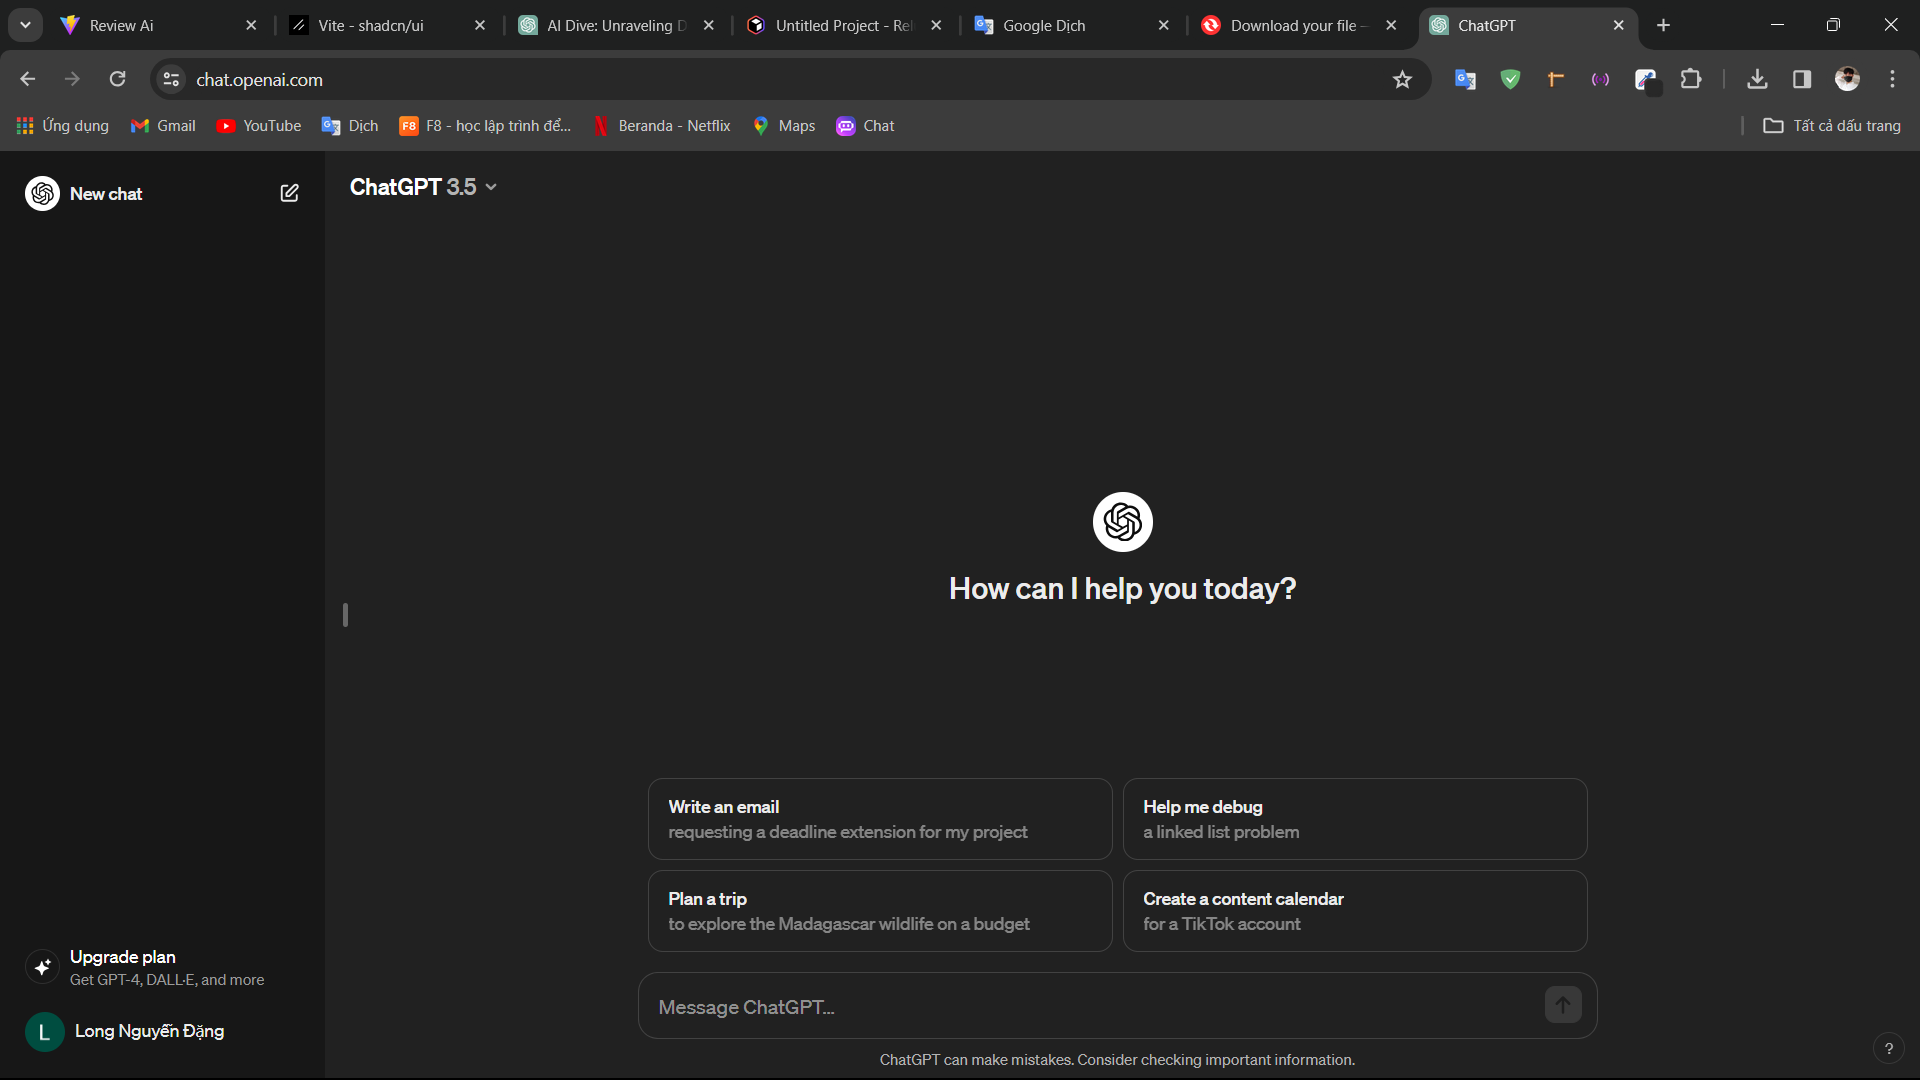 Review Ai
Vite - shadcn/ui
AI Dive: Unraveling D
Untitled Project - Rel
Google Dịch
Download your file –
ChatGPT
chat.openai.com
Ứng dụng
Gmail
YouTube
Dịch
F8 - học lập trình để...
Beranda - Netflix
Maps
Chat
Tất cả dấu trang
New chat
ChatGPT 3.5
How can I help you today?
Write an email
requesting a deadline extension for my project
Help me debug
a linked list problem
Plan a trip
to explore the Madagascar wildlife on a budget
Create a content calendar
for a TikTok account
Upgrade plan
Get GPT-4, DALL·E, and more
Message ChatGPT...
L
Long Nguyễn Đặng
ChatGPT can make mistakes. Consider checking important information.
?